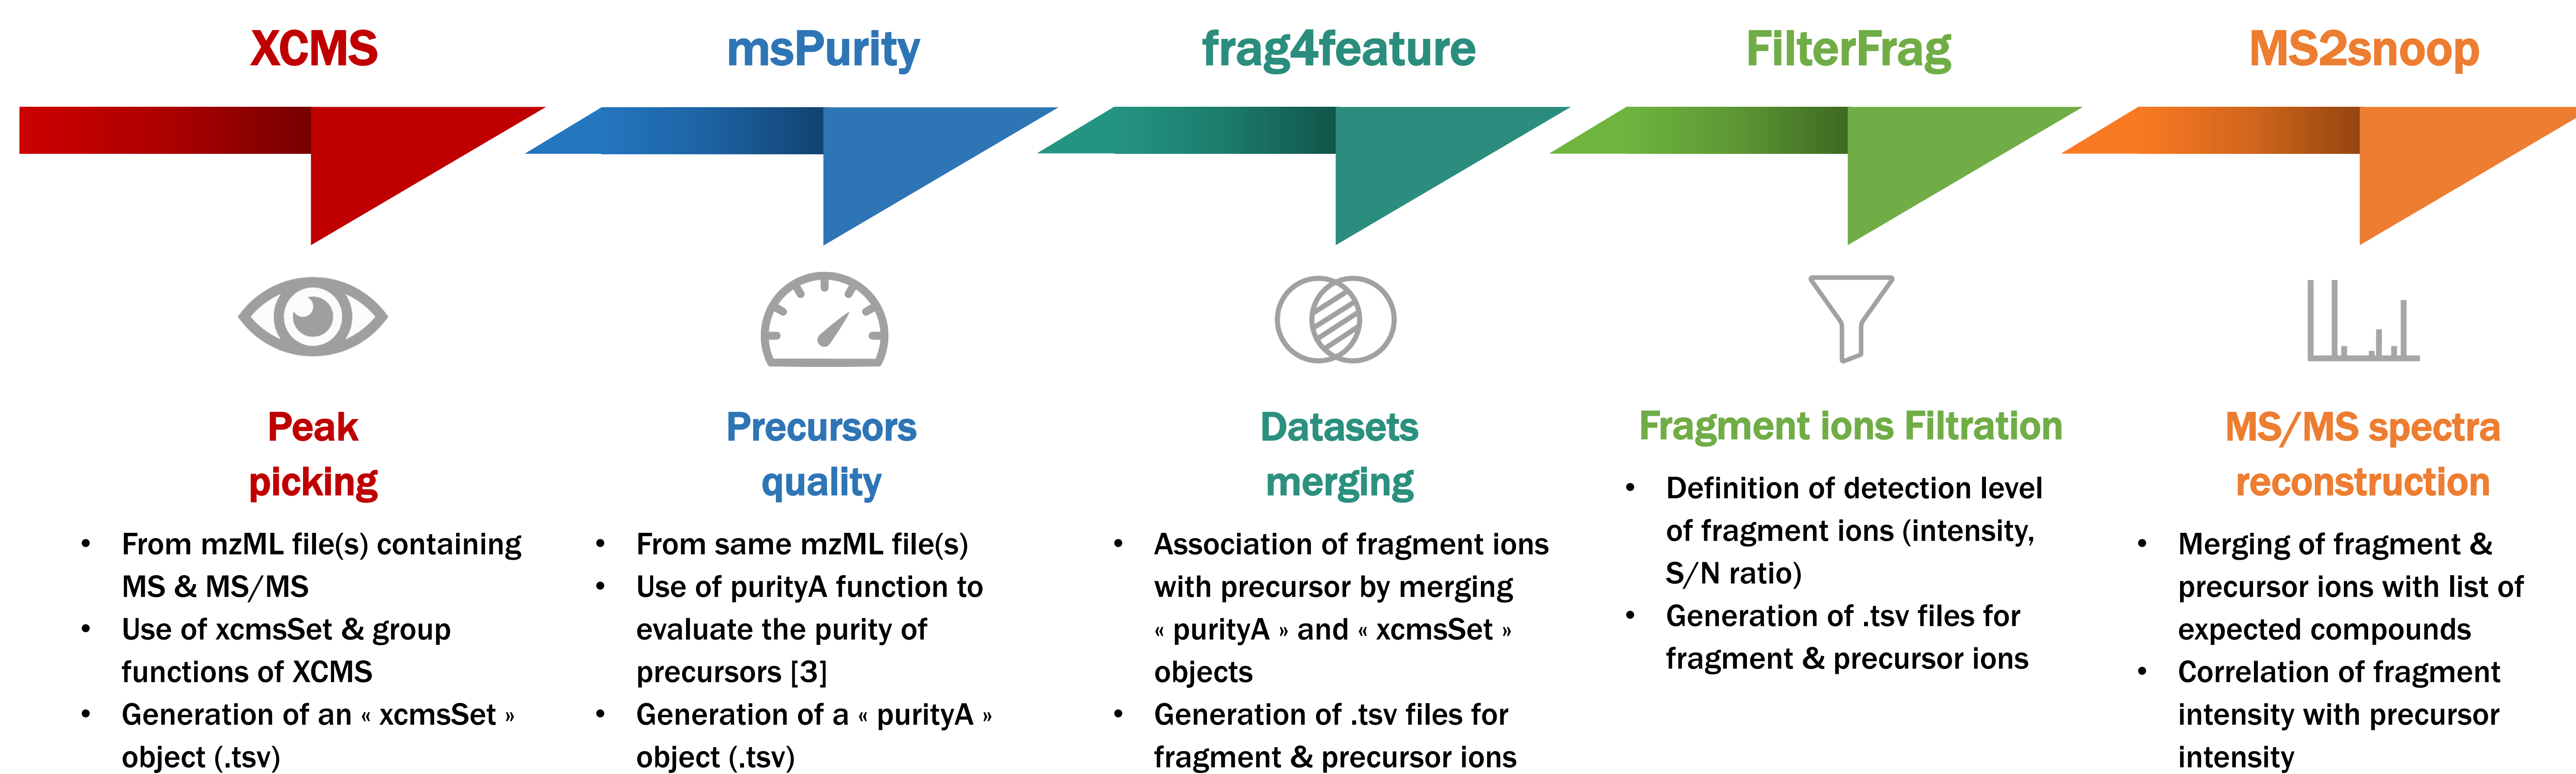 XCMS
msPurity
frag4feature
FilterFrag
MS2snoop
Peak
picking
• From mzML file(s) containing
MS & MS/MS
• Use of xcmsSet & group
functions of XCMS
• Generation of an « xcmsSet »
object (.tsv)
Precursors
quality
• From same mzML file(s)
• Use of purityA function to
evaluate the purity of
precursors [3]
• Generation of a « purityA »
object (.tsv)
Datasets
merging
• Association of fragment ions
with precursor by merging
« purityA » and « xcmsSet »
objects
• Generation of .tsv files for
fragment & precursor ions
Fragment ions Filtration
• Definition of detection level
of fragment ions (intensity,
S/N ratio)
• Generation of .tsv files for
fragment & precursor ions
MS/MS spectra
reconstruction
• Merging of fragment &
precursor ions with list of
expected compounds
• Correlation of fragment
intensity with precursor
intensity